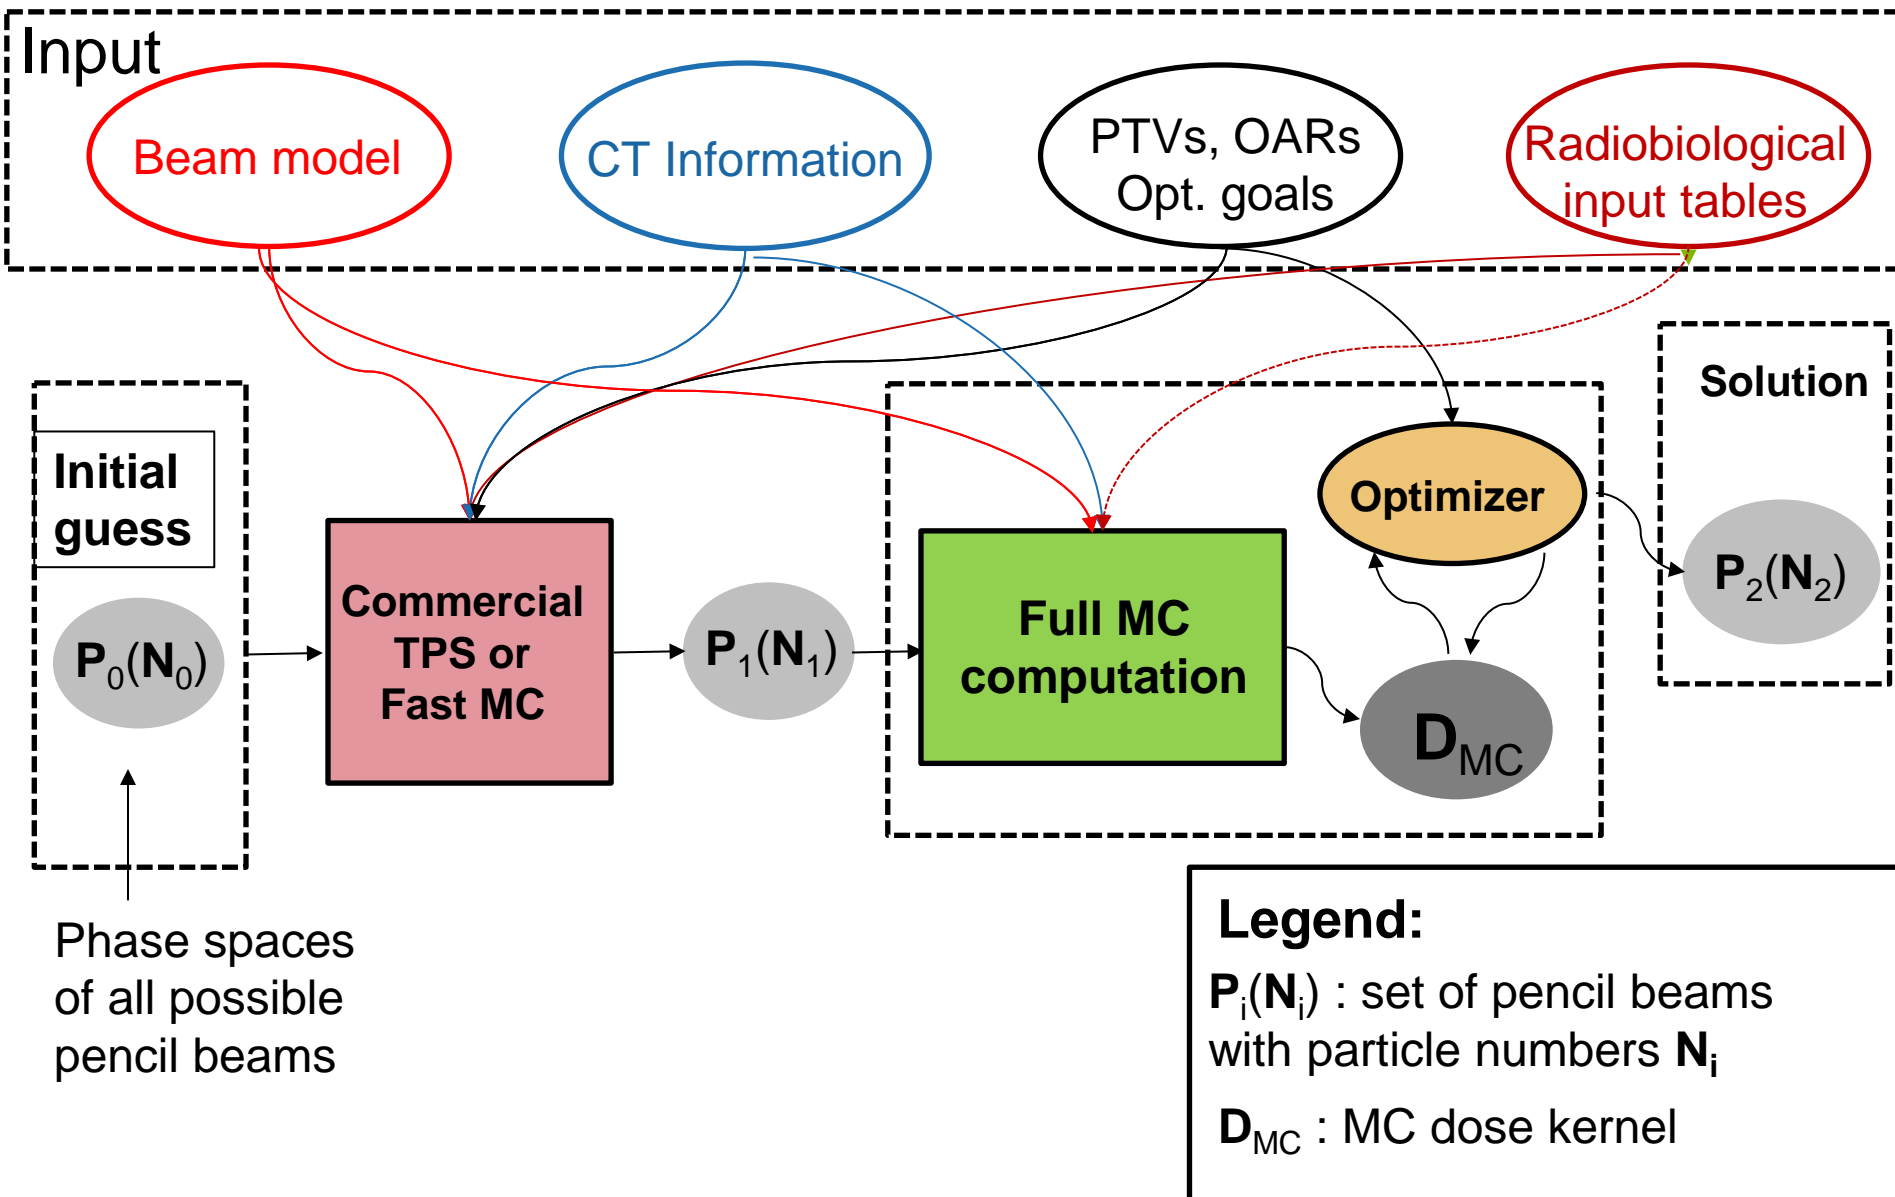 Input
Beam model
CT Information
PTVs, OARs
Opt. goals
Radiobiological
input tables
Initial
guess
P0(N0)
Phase spaces
of all possible
pencil beams
Commercial
TPS or
Fast MC
P1(N1)
Full MC
computation
Optimizer
DMC
Solution
P2(N2)
Legend:
Pi(Ni) : set of pencil beams
with particle numbers Ni
DMC : MC dose kernel